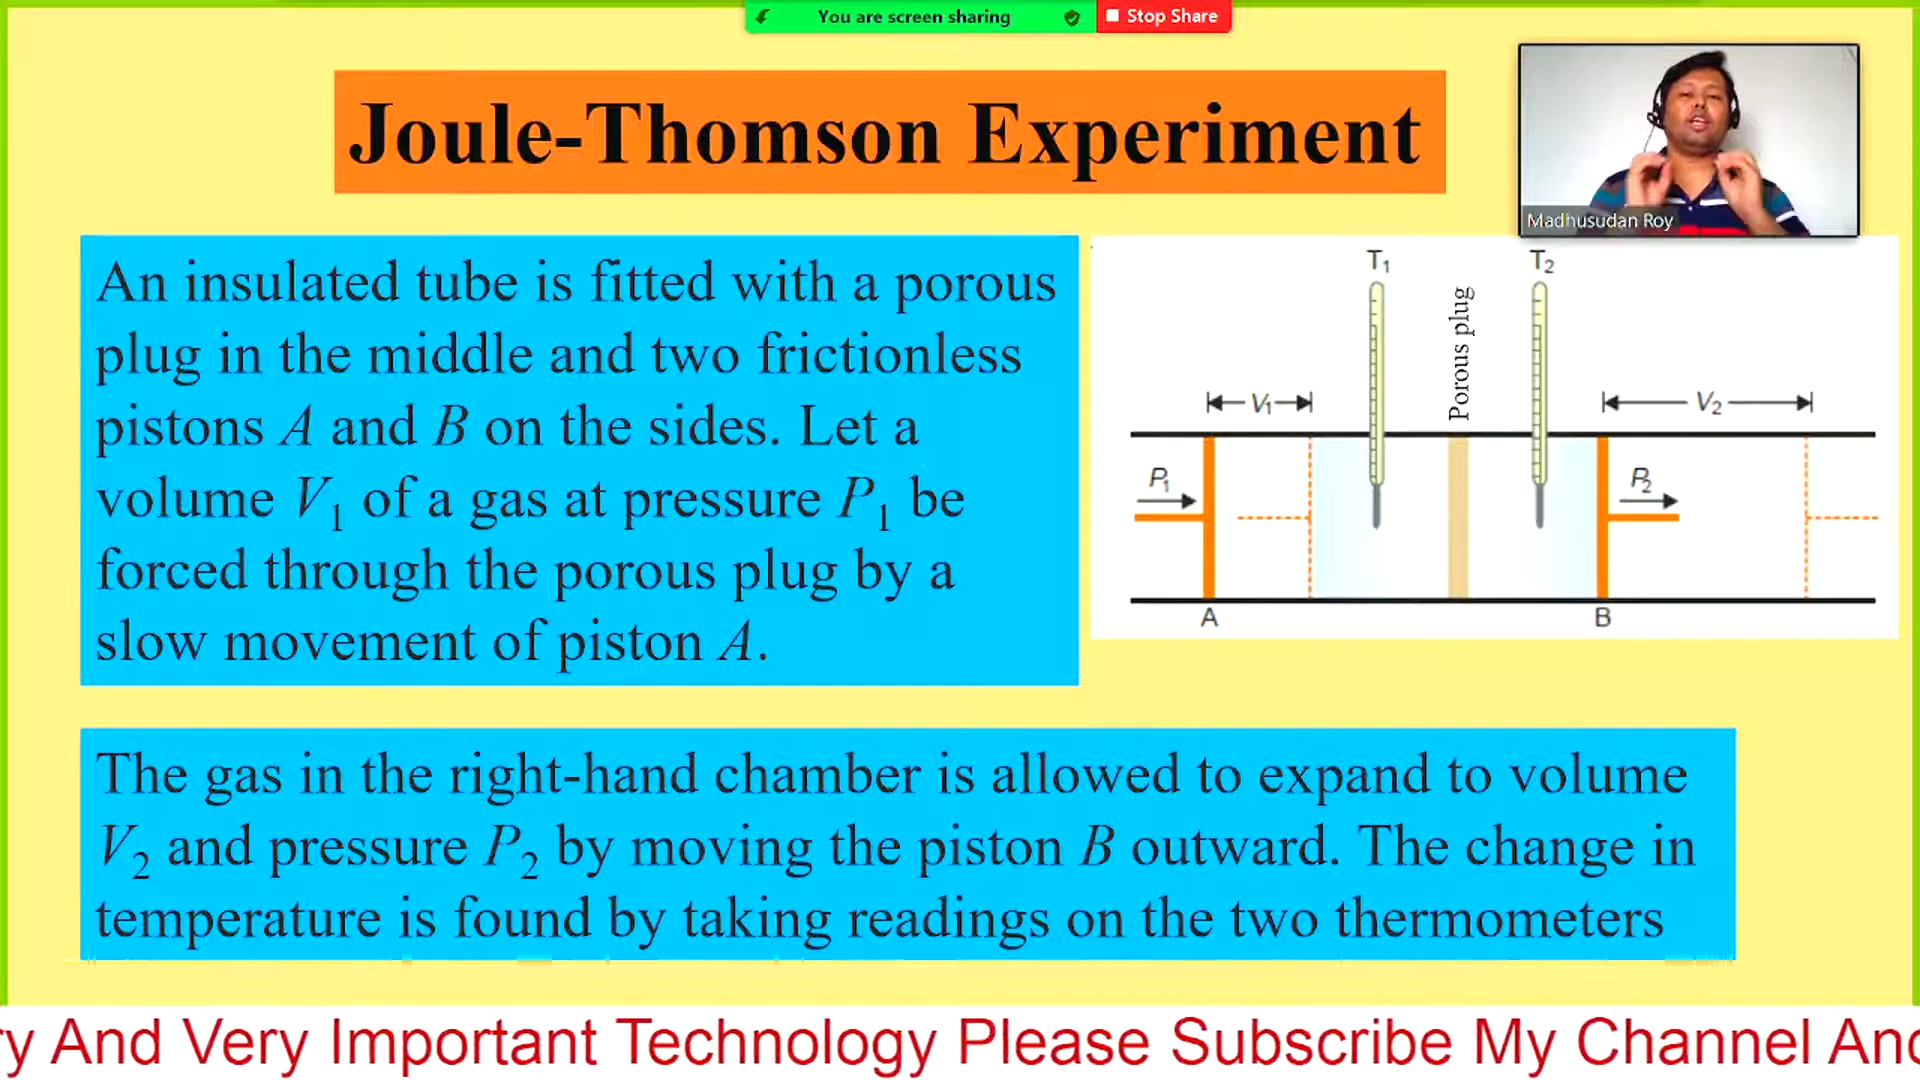 You are screen sharing
Stop Share
Joule-Thomson Experiment
Madhusudan Roy
An insulated tube is fitted with a porous
plug in the middle and two frictionless
pistons A and B on the sides. Let a
volume V₁ of a gas at pressure P₁ be
forced through the porous plug by a
slow movement of piston A.
T₁
T₂
Porous plug
V₁
V₂
P₁
P₂
A
B
The gas in the right-hand chamber is allowed to expand to volume
V₂ and pressure P₂ by moving the piston B outward. The change in
temperature is found by taking readings on the two thermometers
ry And Very Important Technology Please Subscribe My Channel And